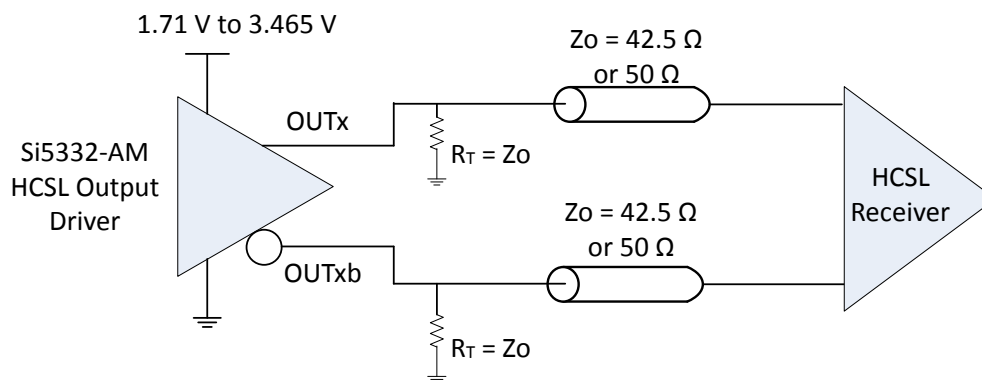 1.71 V to 3.465 V
Zo = 42.5 Ω
or 50 Ω
OUTx
RT = Zo
Si5332-AM
HCSL Output
Driver
HCSL
Receiver
Zo = 42.5 Ω
or 50 Ω
OUTxb
RT = Zo